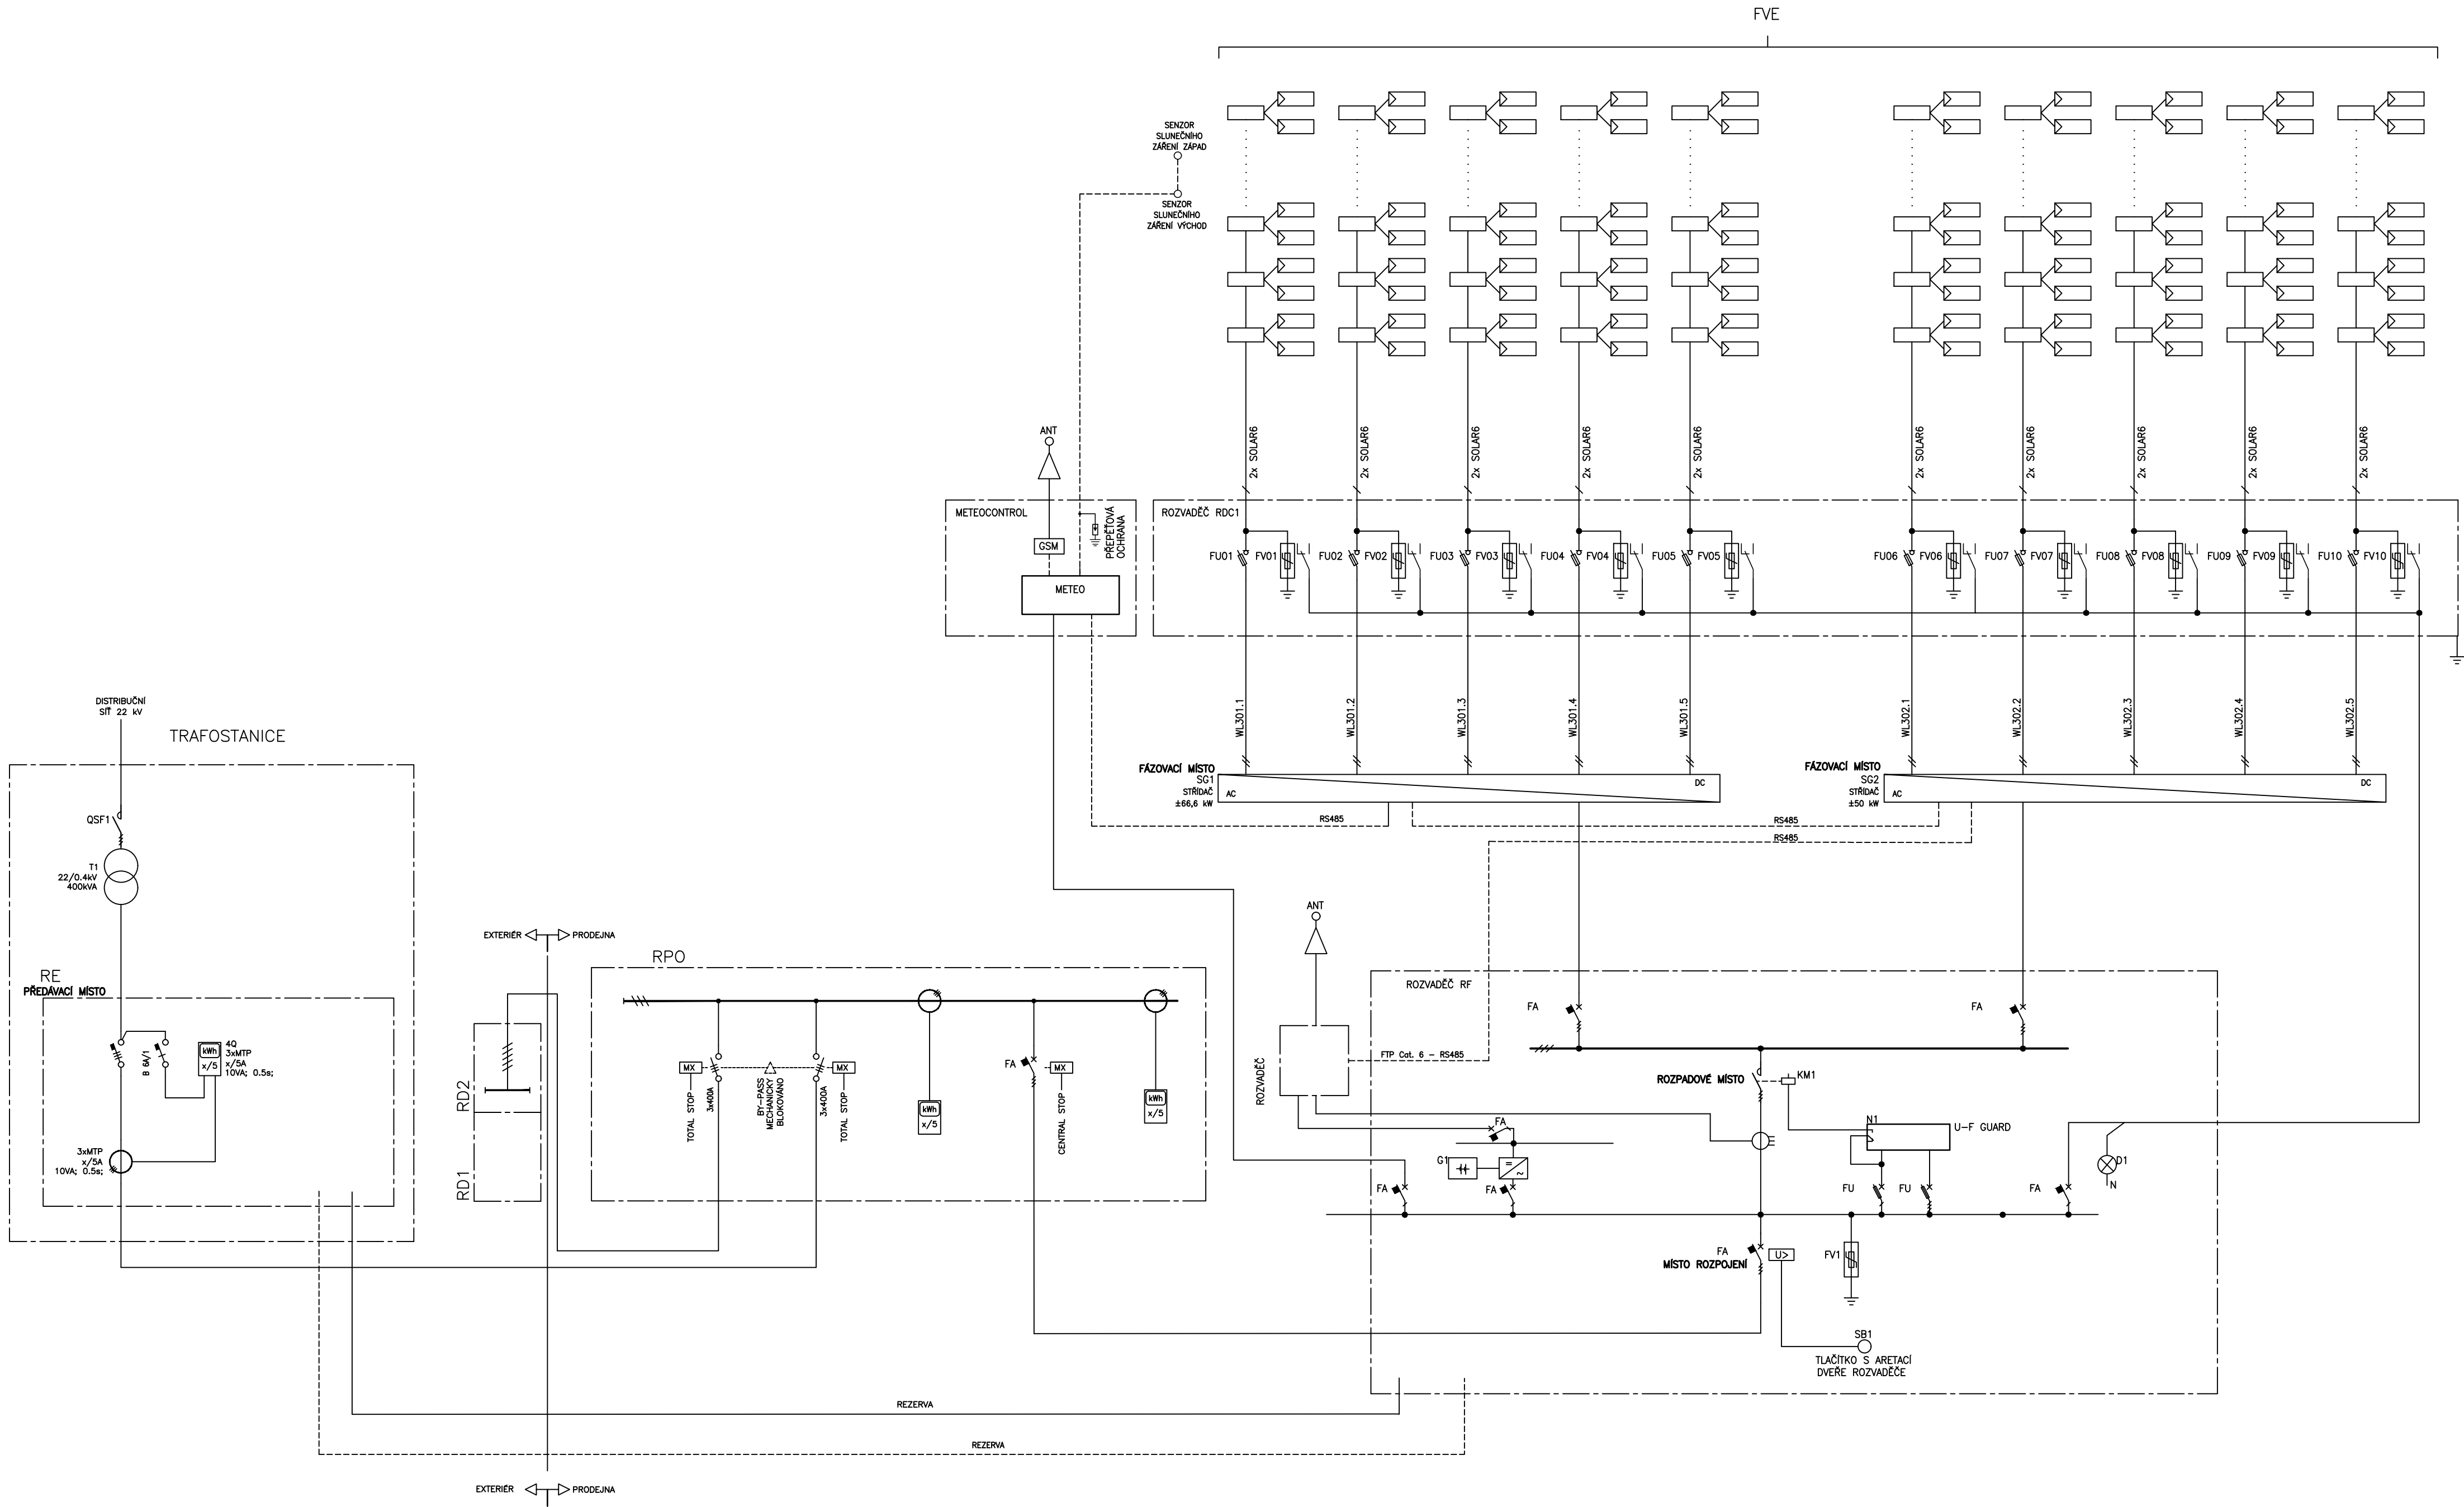 FVE
SENZOR
SLUNEČNÍHO
ZÁŘENÍ ZÁPAD
SENZOR
SLUNEČNÍHO
ZÁŘENÍ VÝCHOD
2x SOLAR6
2x SOLAR6
2x SOLAR6
2x SOLAR6
2x SOLAR6
2x SOLAR6
2x SOLAR6
2x SOLAR6
2x SOLAR6
2x SOLAR6
ANT
METEOCONTROL
GSM
PŘEPĚŤOVÁ
OCHRANA
METEO
ROZVADĚČ RDC1
FU01
FV01
FU02
FV02
FU03
FV03
FU04
FV04
FU05
FV05
FU06
FV06
FU07
FV07
FU08
FV08
FU09
FV09
FU10
FV10
WL301.1
WL301.2
WL301.3
WL301.4
WL301.5
WL302.1
WL302.2
WL302.3
WL302.4
WL302.5
FÁZOVACÍ MÍSTO
SG1
STŘÍDAČ
±66,6 kW
AC
DC
FÁZOVACÍ MÍSTO
SG2
STŘÍDAČ
±50 kW
AC
DC
RS485
RS485
RS485
DISTRIBUČNÍ
SÍŤ 22 kV
TRAFOSTANICE
QSF1
T1
22/0.4kV
400kVA
RE
PŘEDÁVACÍ MÍSTO
B 6A/1
kWh
x/5
4Q
3xMTP
x/5A
10VA; 0.5s;
3xMTP
x/5A
10VA; 0.5s;
EXTERIÉR
PRODEJNA
RD2
RD1
RPO
MX
TOTAL STOP
3x400A
BY-PASS
MECHANICKY
BLOKOVÁNO
3x400A
MX
TOTAL STOP
kWh
x/5
FA
MX
CENTRAL STOP
kWh
x/5
ANT
ROZVADĚČ
FTP Cat. 6 - RS485
ROZVADĚČ RF
FA
FA
ROZPADOVÉ MÍSTO
KM1
N1
U-F GUARD
FA
G1
=
~
FA
FA
FU
FU
FA
D1
N
FA
MÍSTO ROZPOJENÍ
U>
FV1
SB1
TLAČÍTKO S ARETACÍ
DVEŘE ROZVADĚČE
REZERVA
REZERVA
EXTERIÉR
PRODEJNA